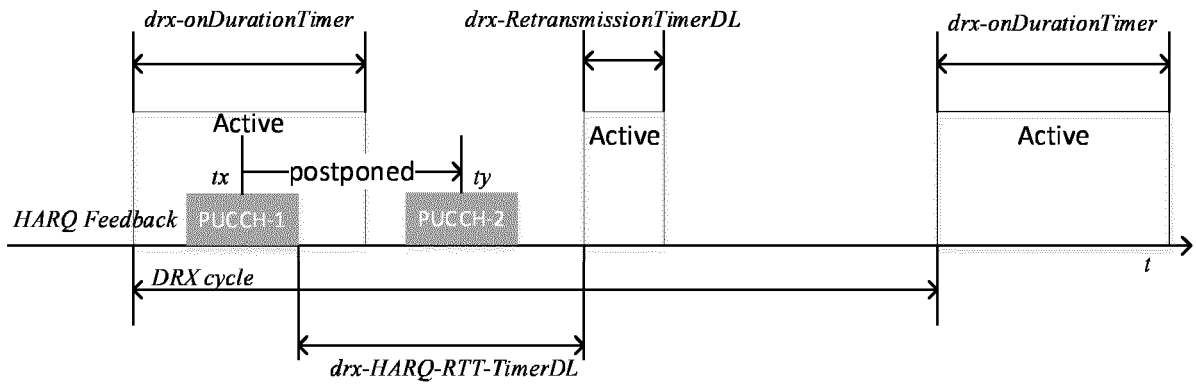 drx-onDurationTimer
drx-RetransmissionTimerDL
drx-onDurationTimer
Active
Active
Active
tx
postponed
ty
HARQ Feedback
PUCCH-1
PUCCH-2
t
DRX cycle
drx-HARQ-RTT-TimerDL